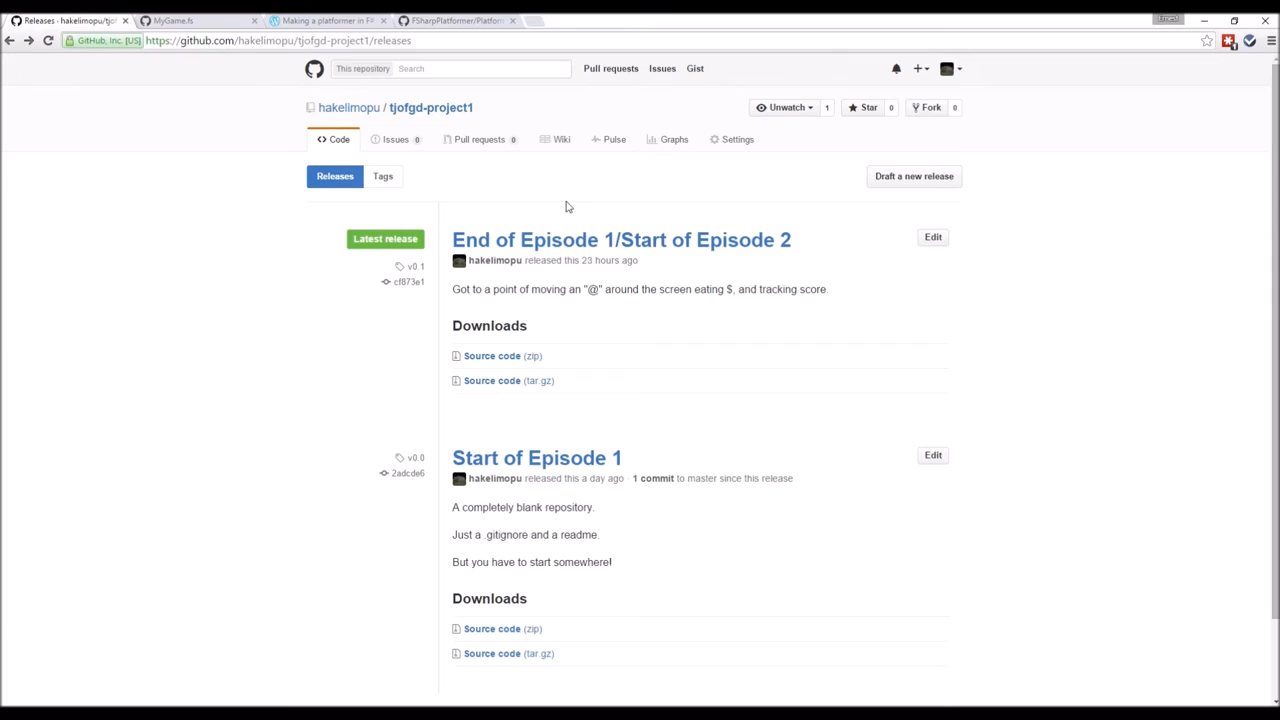 Releases · hakelimopu/tjof
MyGame.fs
Making a platformer in F#
FSharpPlatformer/Platfor
Ernest
GitHub, Inc. [US]
https://github.com/hakelimopu/tjofgd-project1/releases
This repository
Search
Pull requests
Issues
Gist
hakelimopu / tjofgd-project1
Unwatch
1
Star
0
Fork
0
Code
Issues 0
Pull requests 0
Wiki
Pulse
Graphs
Settings
Releases
Tags
Draft a new release
Latest release
v0.1
cf873e1
End of Episode 1/Start of Episode 2
Edit
hakelimopu released this 23 hours ago
Got to a point of moving an "@" around the screen eating $, and tracking score.
Downloads
Source code (zip)
Source code (tar.gz)
v0.0
2adcde6
Start of Episode 1
Edit
hakelimopu released this a day ago · 1 commit to master since this release
A completely blank repository.
Just a .gitignore and a readme.
But you have to start somewhere!
Downloads
Source code (zip)
Source code (tar.gz)